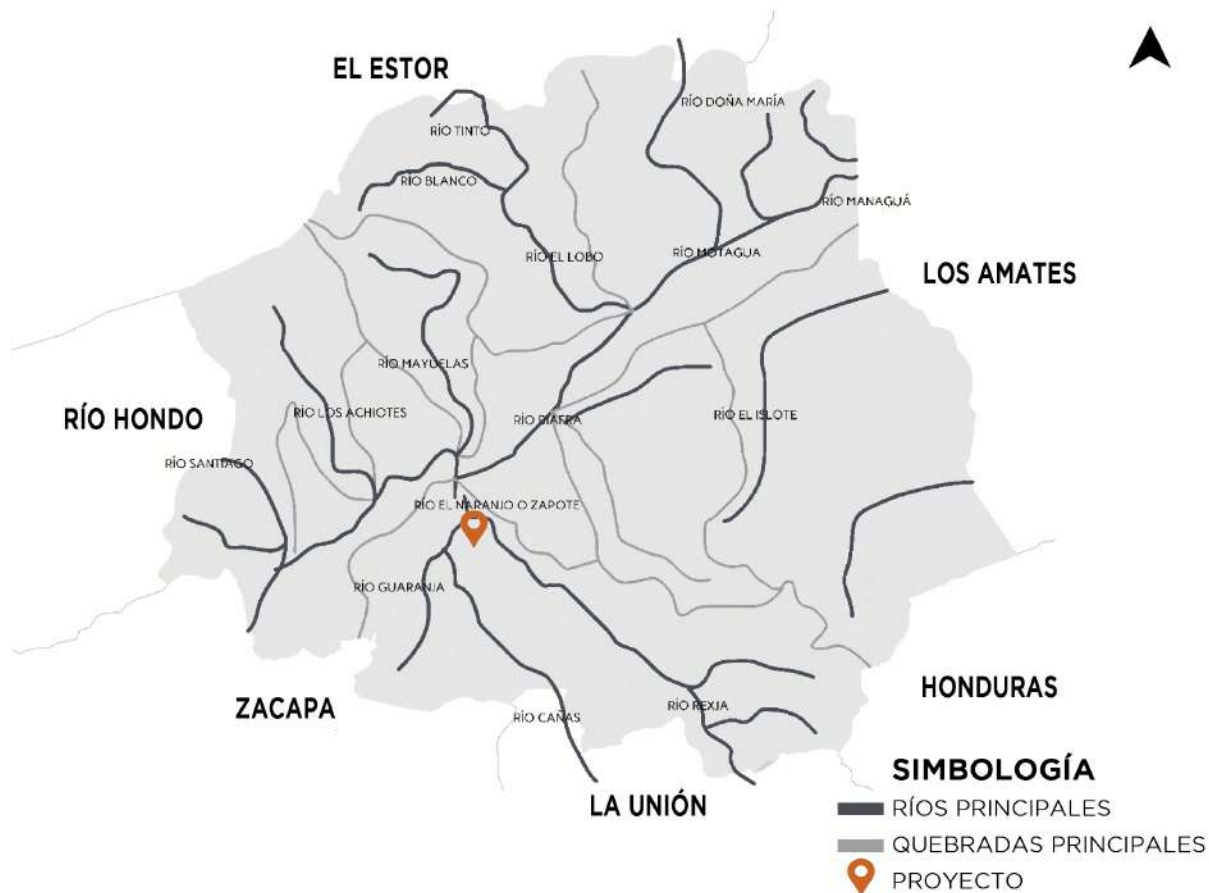 EL ESTOR
RÍO DOÑA MARÍA
RÍO TINTO
RÍO BLANCO
RÍO MANAGUÁ
RÍO EL LOBO
RÍO MOTAGUA
LOS AMATES
RÍO MAYUELAS
RÍO HONDO
RÍO LOS ACHIOTES
RÍO BIAFRA
RÍO EL ISLOTE
RÍO SANTIAGO
RÍO EL NARANJO O ZAPOTE
RÍO GUARANJA
HONDURAS
ZACAPA
RÍO CAÑAS
RÍO REXJA
LA UNIÓN
SIMBOLOGÍA
RÍOS PRINCIPALES
QUEBRADAS PRINCIPALES
PROYECTO